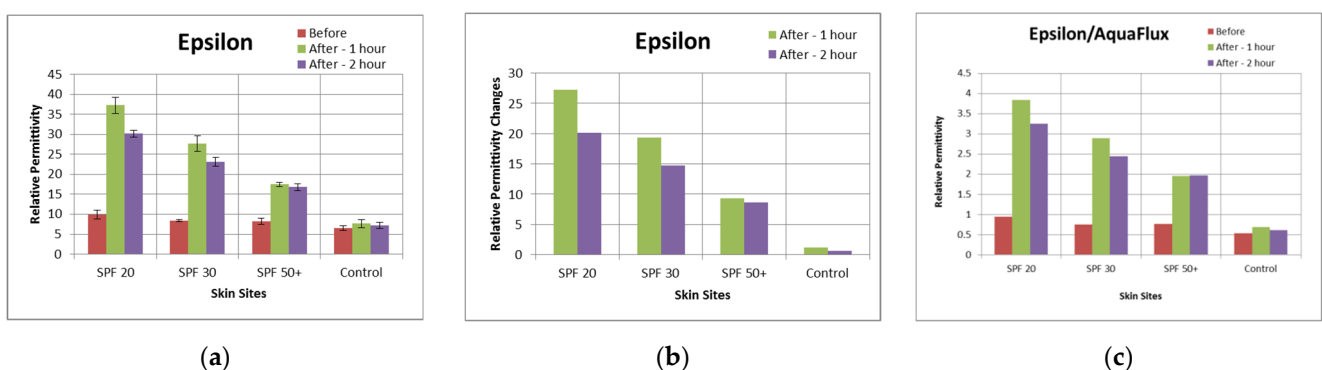 Epsilon
Before
After - 1 hour
After - 2 hour
Relative Permittivity
45
40
35
30
25
20
15
10
5
0
SPF 20 SPF 30 SPF 50+ Control
Skin Sites
(a)
Epsilon
After - 1 hour
After - 2 hour
Relative Permittivity Changes
30
25
20
15
10
5
0
SPF 20 SPF 30 SPF 50+ Control
Skin Sites
(b)
Epsilon/AquaFlux
Before
After - 1 hour
After - 2 hour
Relative Permittivity
4.5
4
3.5
3
2.5
2
1.5
1
0.5
0
SPF 20 SPF 30 SPF 50+ Control
Skin Sites
(c)